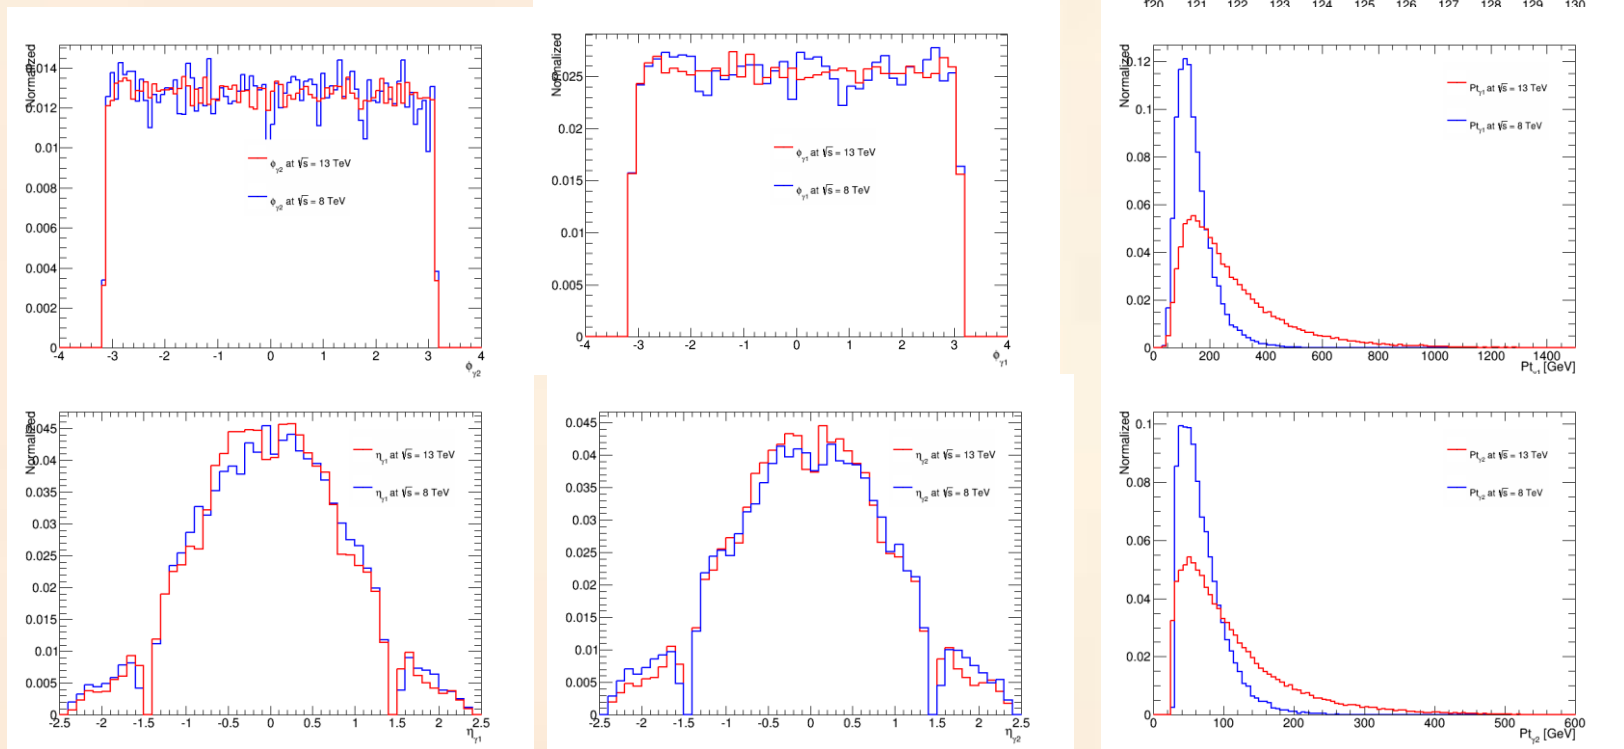 120 121 122 123 124 125 126 127 128 129 130
Normalized
0.014
0.012
0.01
0.008
0.006
0.004
0.002
0
-4 -3 -2 -1 0 1 2 3 4
ϕγ2
ϕγ2 at √s = 13 TeV
ϕγ2 at √s = 8 TeV
Normalized
0.025
0.02
0.015
0.01
0.005
0
-4 -3 -2 -1 0 1 2 3 4
ϕγ1
ϕγ1 at √s = 13 TeV
ϕγ1 at √s = 8 TeV
Normalized
0.12
0.1
0.08
0.06
0.04
0.02
0
0 200 400 600 800 1000 1200 1400
Ptγ1 [GeV]
Ptγ1 at √s = 13 TeV
Ptγ1 at √s = 8 TeV
Normalized
0.045
0.04
0.035
0.03
0.025
0.02
0.015
0.01
0.005
0
-2.5 -2 -1.5 -1 -0.5 0 0.5 1 1.5 2 2.5
ηγ1
ηγ1 at √s = 13 TeV
ηγ1 at √s = 8 TeV
Normalized
0.045
0.04
0.035
0.03
0.025
0.02
0.015
0.01
0.005
0
-2.5 -2 -1.5 -1 -0.5 0 0.5 1 1.5 2 2.5
ηγ2
ηγ2 at √s = 13 TeV
ηγ2 at √s = 8 TeV
Normalized
0.1
0.08
0.06
0.04
0.02
0
0 100 200 300 400 500 600
Ptγ2 [GeV]
Ptγ2 at √s = 13 TeV
Ptγ2 at √s = 8 TeV